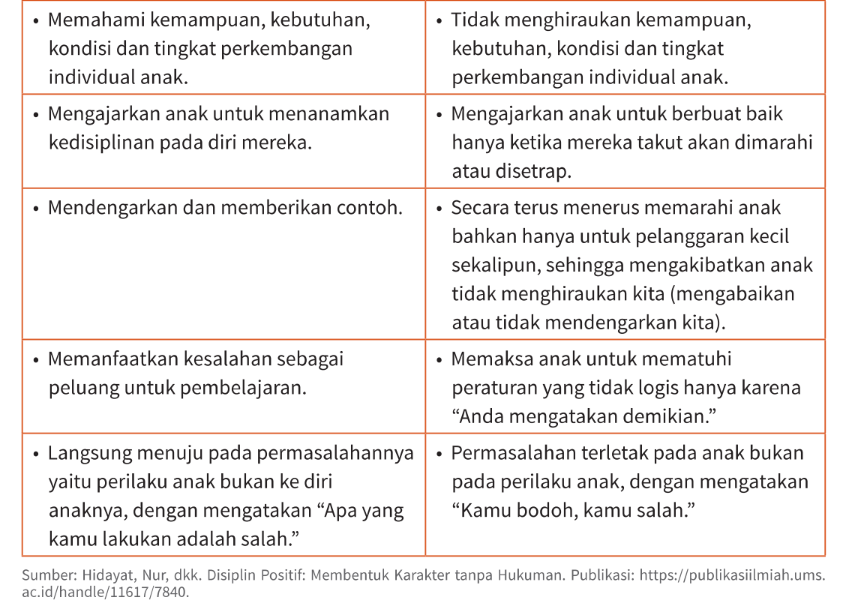 • Memahami kemampuan, kebutuhan,
kondisi dan tingkat perkembangan
individual anak.
• Tidak menghiraukan kemampuan,
kebutuhan, kondisi dan tingkat
perkembangan individual anak.
• Mengajarkan anak untuk menanamkan
kedisiplinan pada diri mereka.
• Mengajarkan anak untuk berbuat baik
hanya ketika mereka takut akan dimarahi
atau disetrap.
• Mendengarkan dan memberikan contoh.
• Secara terus menerus memarahi anak
bahkan hanya untuk pelanggaran kecil
sekalipun, sehingga mengakibatkan anak
tidak menghiraukan kita (mengabaikan
atau tidak mendengarkan kita).
• Memanfaatkan kesalahan sebagai
peluang untuk pembelajaran.
• Memaksa anak untuk mematuhi
peraturan yang tidak logis hanya karena
“Anda mengatakan demikian.”
• Langsung menuju pada permasalahannya
yaitu perilaku anak bukan ke diri
anaknya, dengan mengatakan “Apa yang
kamu lakukan adalah salah.”
• Permasalahan terletak pada anak bukan
pada perilaku anak, dengan mengatakan
“Kamu bodoh, kamu salah.”
Sumber: Hidayat, Nur, dkk. Disiplin Positif: Membentuk Karakter tanpa Hukuman. Publikasi: https://publikasiilmiah.ums.
ac.id/handle/11617/7840.